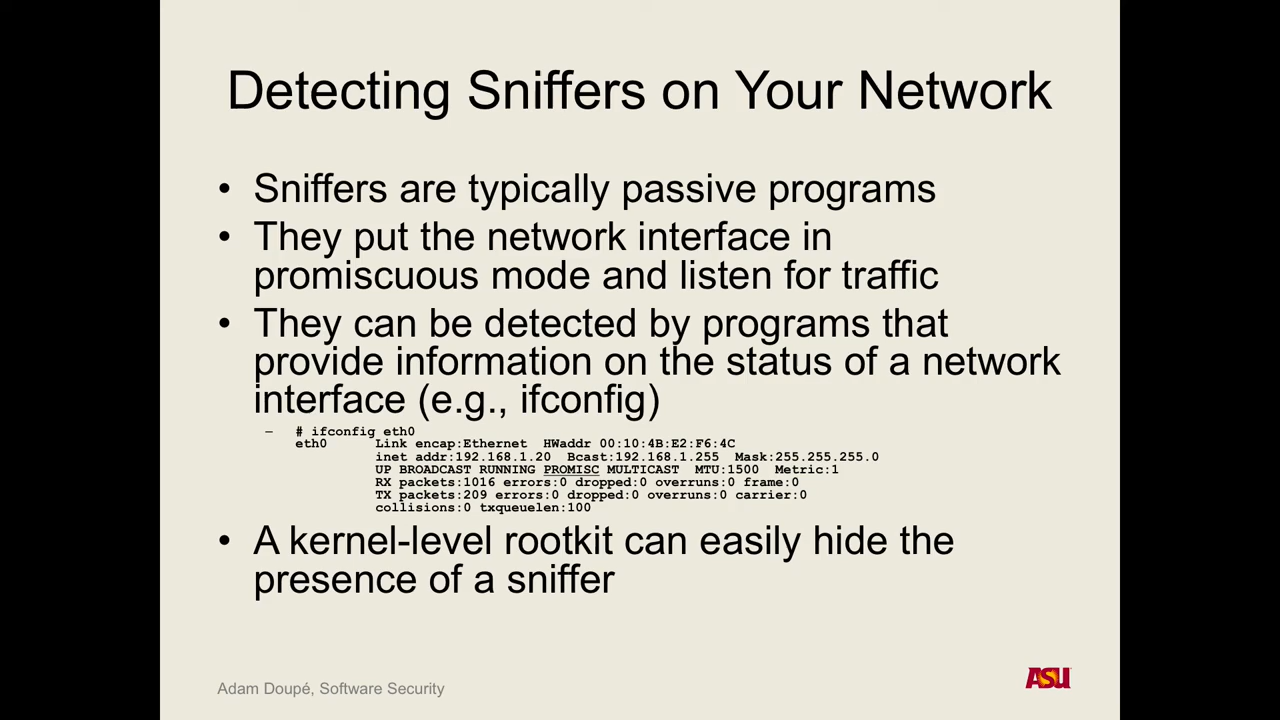 Detecting Sniffers on Your Network
• Sniffers are typically passive programs
• They put the network interface in
promiscuous mode and listen for traffic
• They can be detected by programs that
provide information on the status of a network
interface (e.g., ifconfig)
– # ifconfig eth0
eth0 Link encap:Ethernet HWaddr 00:10:4B:E2:F6:4C
inet addr:192.168.1.20 Bcast:192.168.1.255 Mask:255.255.255.0
UP BROADCAST RUNNING PROMISC MULTICAST MTU:1500 Metric:1
RX packets:1016 errors:0 dropped:0 overruns:0 frame:0
TX packets:209 errors:0 dropped:0 overruns:0 carrier:0
collisions:0 txqueuelen:100
• A kernel-level rootkit can easily hide the
presence of a sniffer
Adam Doupé, Software Security
ASU